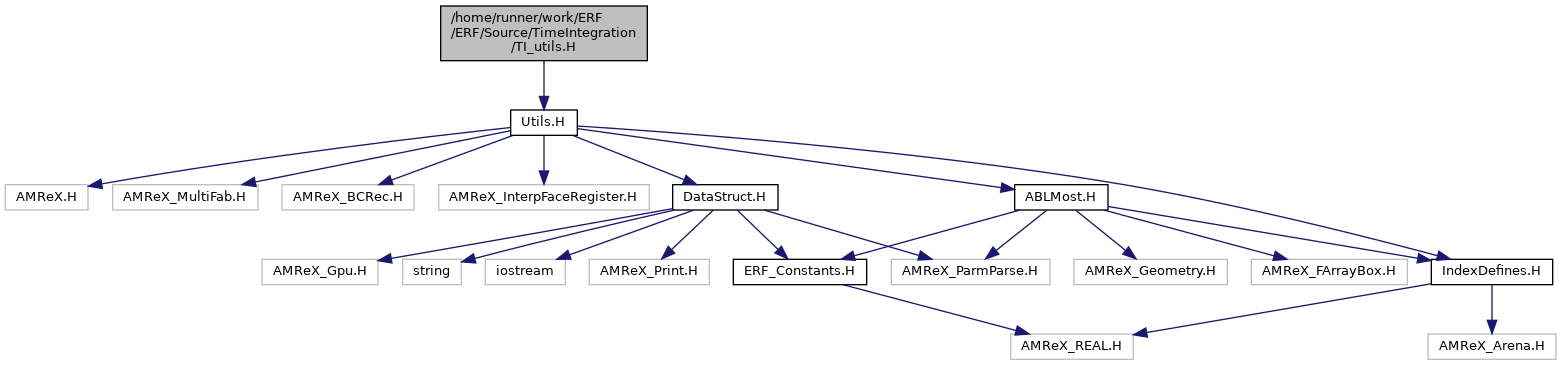 /home/runner/work/ERF
/ERF/Source/TimeIntegration
/TI_utils.H
Utils.H
AMReX.H
AMReX_MultiFab.H
AMReX_BCRec.H
AMReX_InterpFaceRegister.H
DataStruct.H
ABLMost.H
AMReX_Gpu.H
string
iostream
AMReX_Print.H
ERF_Constants.H
AMReX_ParmParse.H
AMReX_Geometry.H
AMReX_FArrayBox.H
IndexDefines.H
AMReX_REAL.H
AMReX_Arena.H